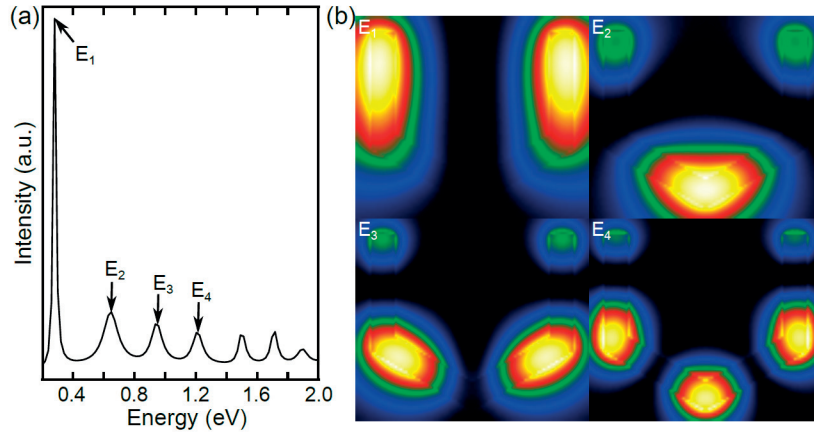 (a)
E1
E2
E3
E4
Intensity (a.u.)
0.4 0.8 1.2 1.6 2.0
Energy (eV)
(b)
E1
E2
E3
E4